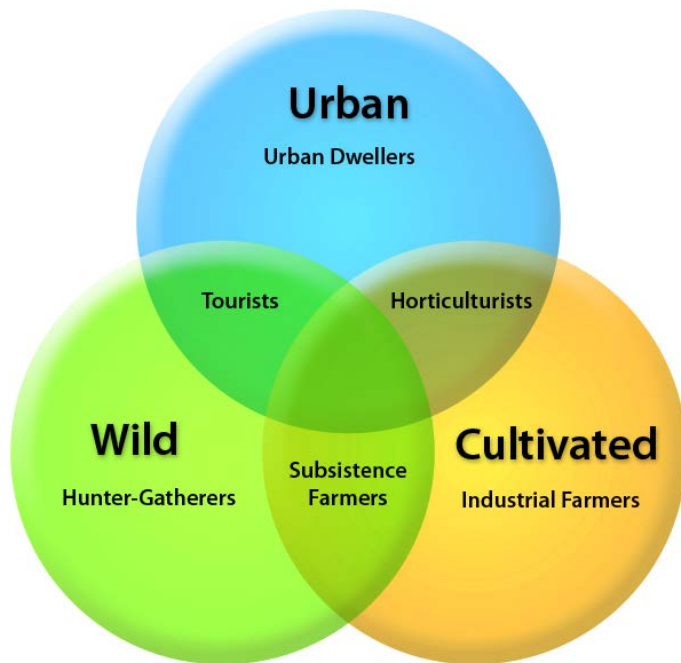 Urban
Urban Dwellers
Tourists
Horticulturists
Wild
Hunter-Gatherers
Subsistence
Farmers
Cultivated
Industrial Farmers